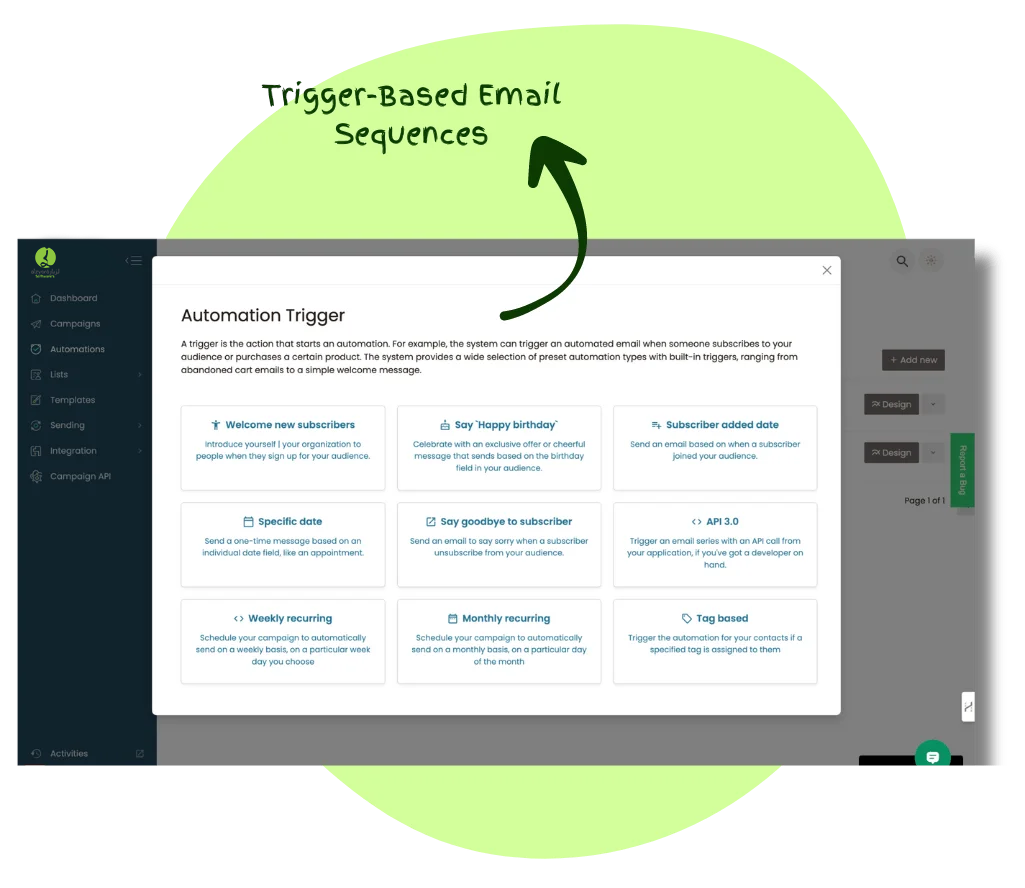 Trigger-Based Email
Sequences
Dashboard
Campaigns
Automations
Lists
Templates
Sending
Integration
Campaign API
Activities
Automation Trigger
A trigger is the action that starts an automation. For example, the system can trigger an automated email when someone subscribes to your
audience or purchases a certain product. The system provides a wide selection of preset automation types with built-in triggers, ranging from
abandoned cart emails to a simple welcome message.
Welcome new subscribers
Introduce yourself | your organization to
people when they sign up for your audience.
Say 'Happy birthday'
Celebrate with an exclusive offer or cheerful
message that sends based on the birthday
field in your audience.
Subscriber added date
Send an email based on when a subscriber
joined your audience.
Specific date
Send a one-time message based on an
individual date field, like an appointment.
Say goodbye to subscriber
Send an email to say sorry when a subscriber
unsubscribe from your audience.
API 3.0
Trigger an email series with an API call from
your application, if you've got a developer on
hand.
Weekly recurring
Schedule your campaign to automatically
send on a weekly basis, on a particular week
day you choose
Monthly recurring
Schedule your campaign to automatically
send on a monthly basis, on a particular day
of the month
Tag based
Trigger the automation for your contacts if a
specified tag is assigned to them
+ Add new
Design
Design
Page 1 of 1
Report a Bug